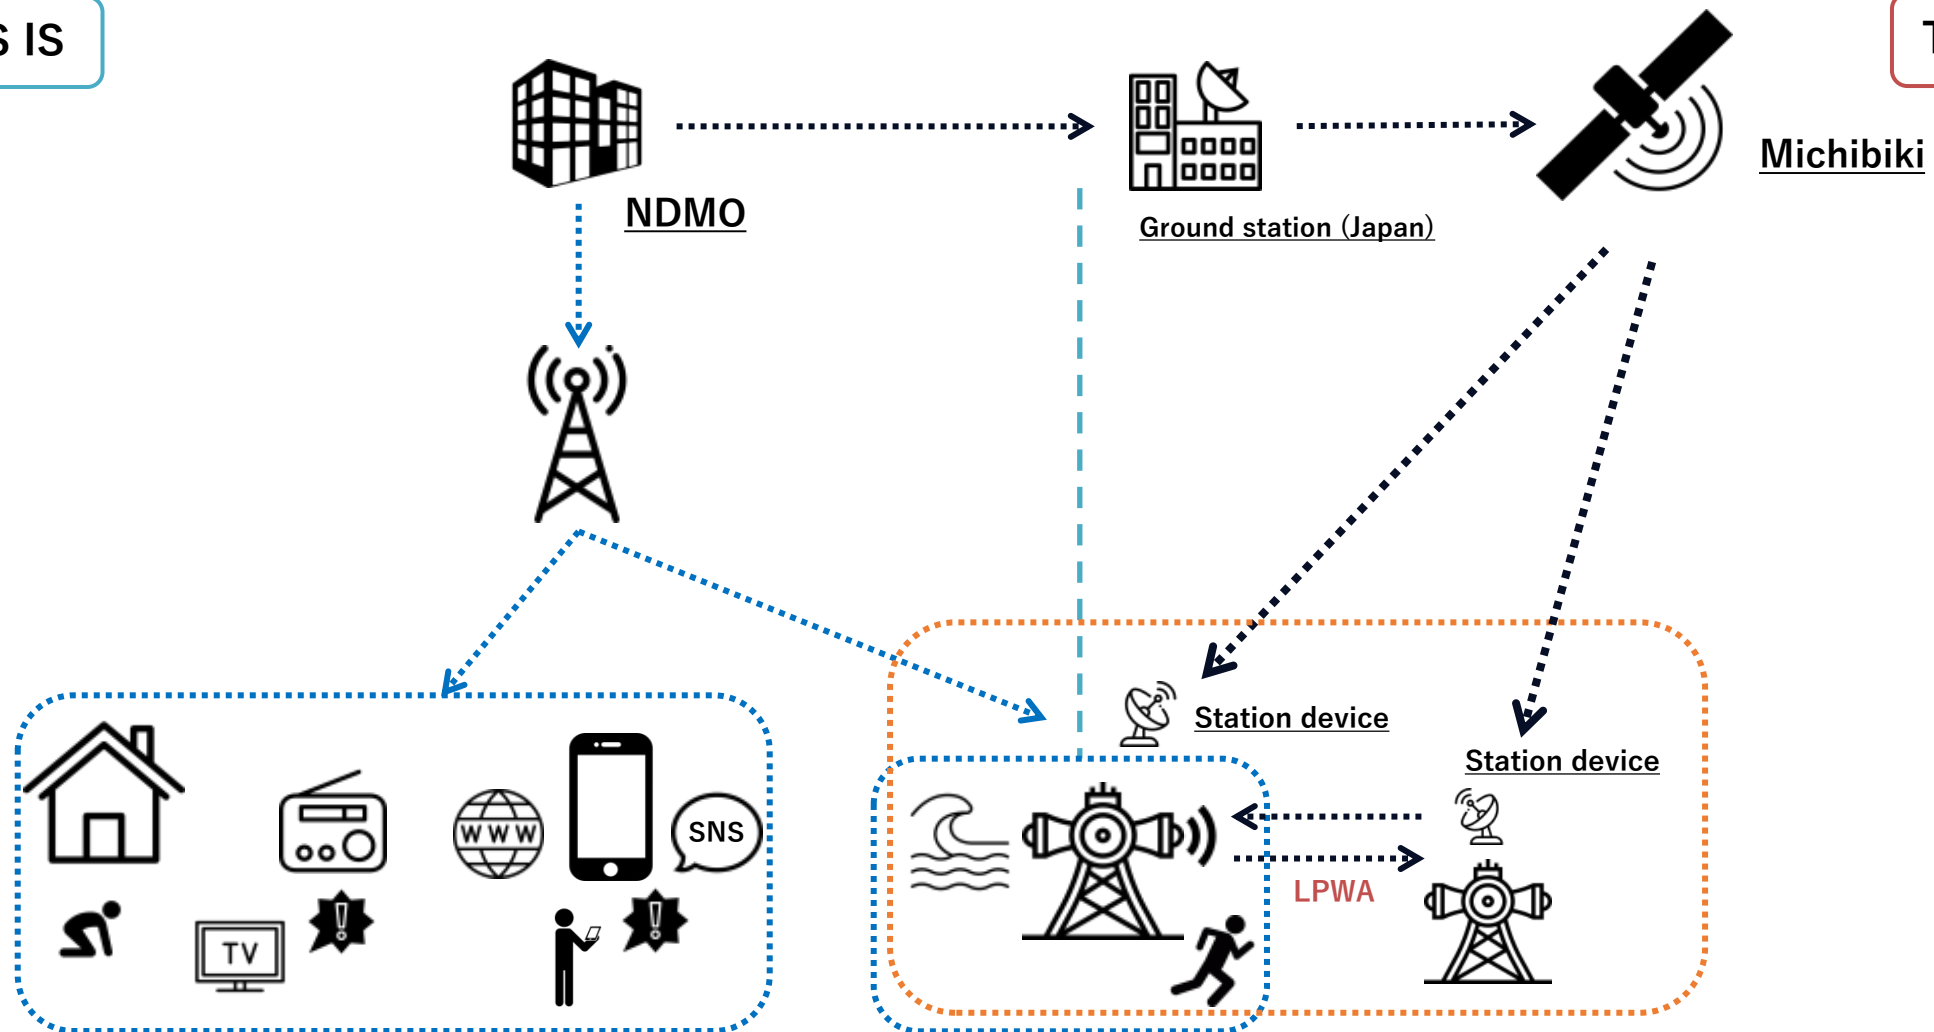 S IS
Michibiki
NDMO
Ground station (Japan)
Station device
Station device
WWW
SNS
LPWA
TV